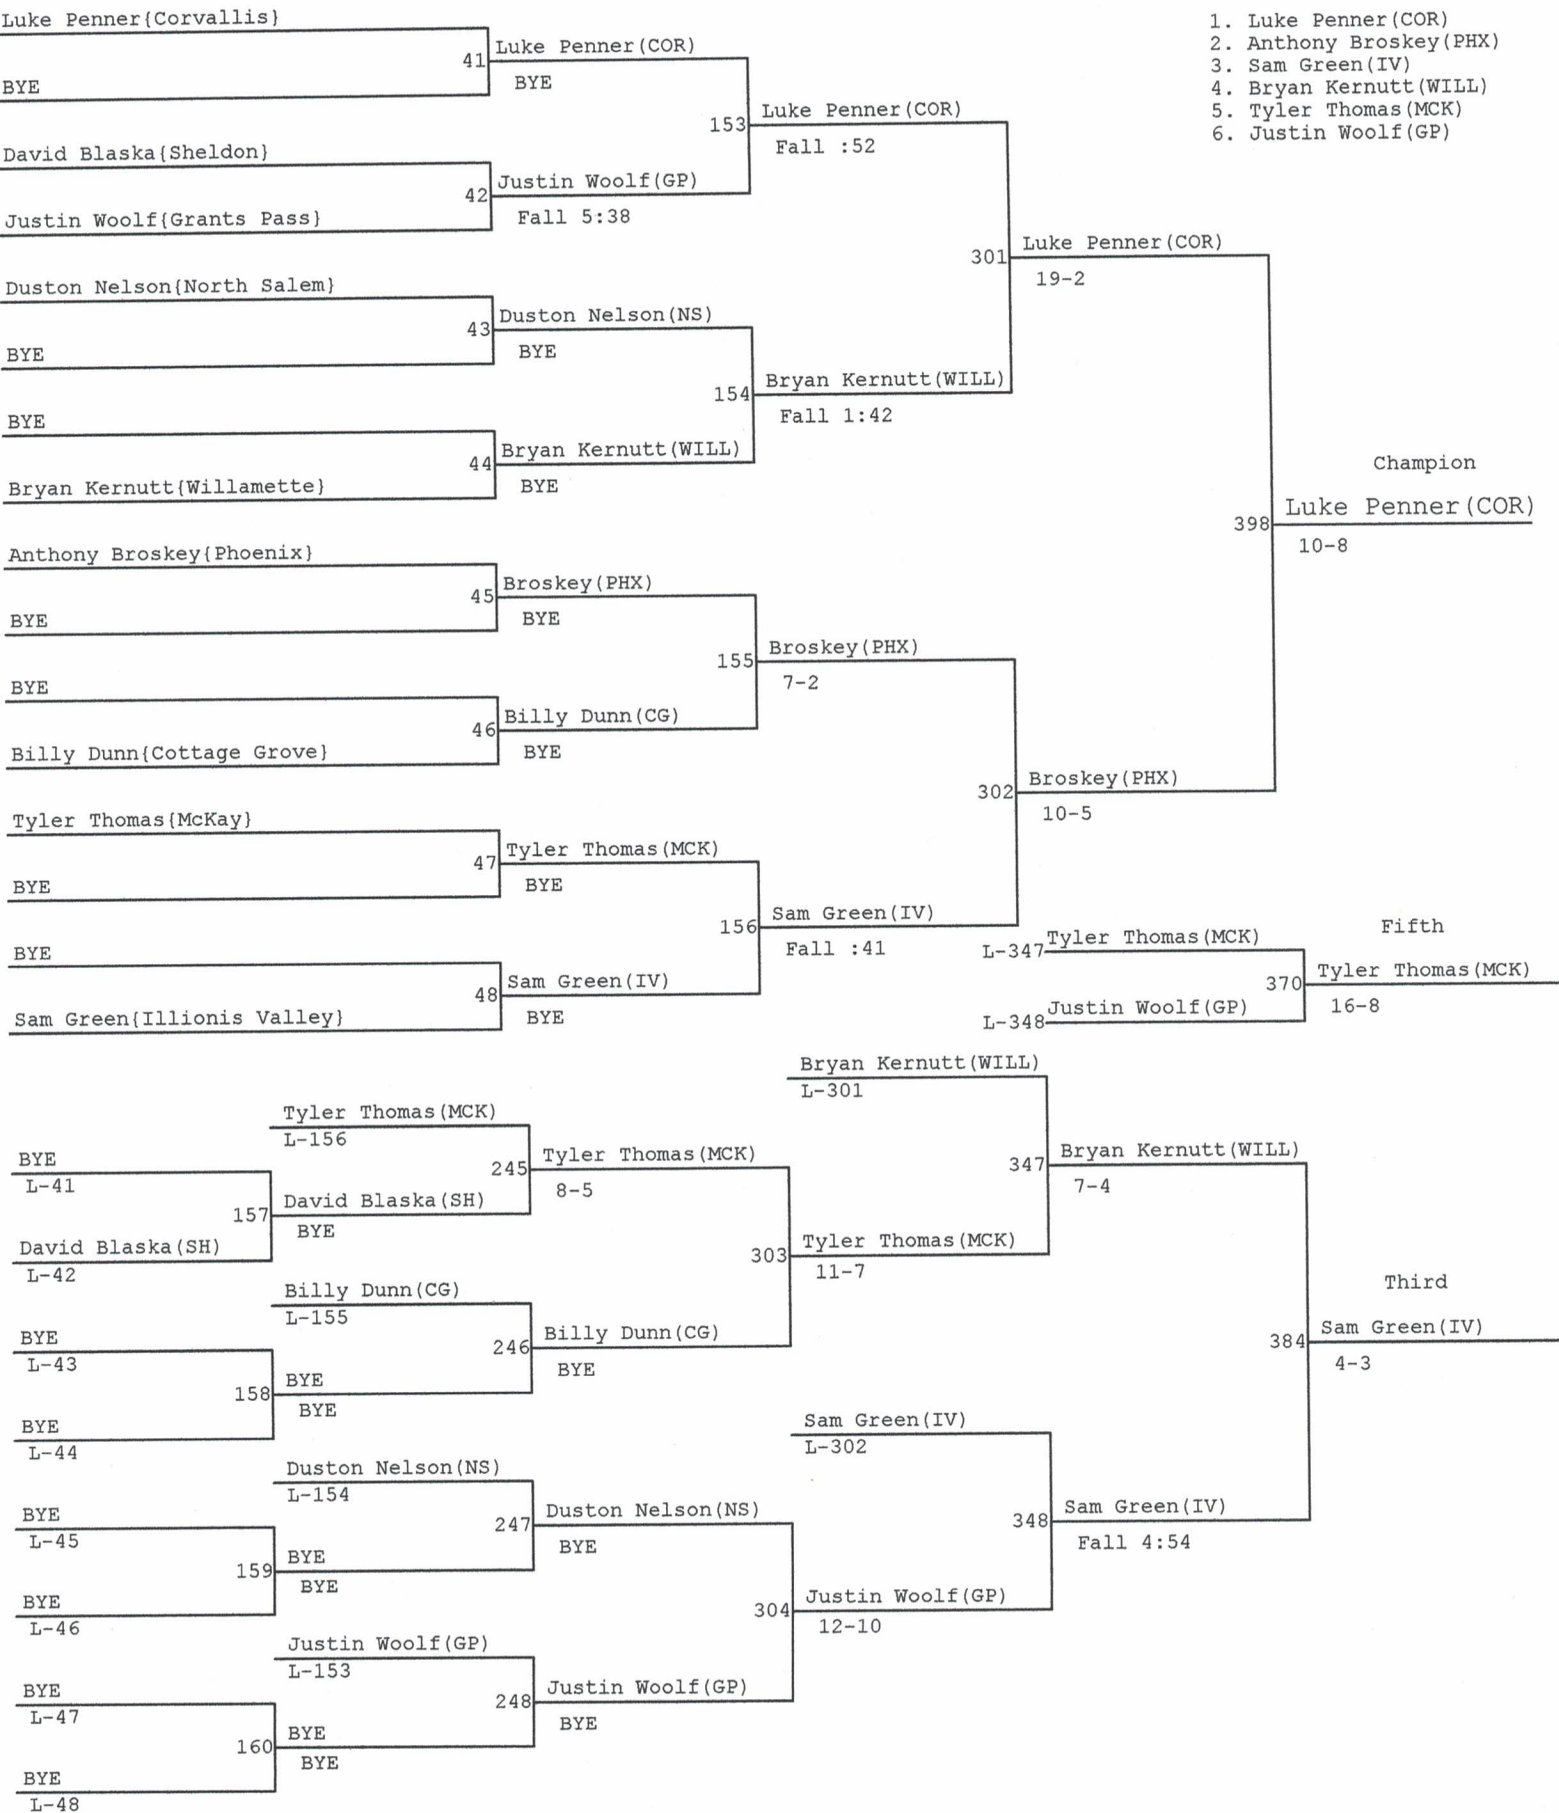 Luke Penner{Corvallis}
41
BYE
Luke Penner(COR)
BYE
David Blaska{Sheldon}
42
Justin Woolf{Grants Pass}
Justin Woolf(GP)
Fall 5:38
153
Luke Penner(COR)
Fall :52
Duston Nelson{North Salem}
43
BYE
Duston Nelson(NS)
BYE
BYE
44
Bryan Kernutt{Willamette}
Bryan Kernutt(WILL)
BYE
154
Bryan Kernutt(WILL)
Fall 1:42
301
Luke Penner(COR)
19-2
Anthony Broskey{Phoenix}
45
BYE
Broskey(PHX)
BYE
BYE
46
Billy Dunn{Cottage Grove}
Billy Dunn(CG)
BYE
155
Broskey(PHX)
7-2
Tyler Thomas{McKay}
47
BYE
Tyler Thomas(MCK)
BYE
BYE
48
Sam Green{Illionis Valley}
Sam Green(IV)
BYE
156
Sam Green(IV)
Fall :41
302
Broskey(PHX)
10-5
398
Champion
Luke Penner(COR)
10-8
1. Luke Penner(COR)
2. Anthony Broskey(PHX)
3. Sam Green(IV)
4. Bryan Kernutt(WILL)
5. Tyler Thomas(MCK)
6. Justin Woolf(GP)
Fifth
L-347 Tyler Thomas(MCK)
370
L-348 Justin Woolf(GP)
Tyler Thomas(MCK)
16-8
BYE
L-41
157
David Blaska(SH)
L-42
Tyler Thomas(MCK)
L-156
245
David Blaska(SH)
BYE
Tyler Thomas(MCK)
8-5
BYE
L-43
158
BYE
L-44
Billy Dunn(CG)
L-155
246
BYE
BYE
Billy Dunn(CG)
BYE
303
Tyler Thomas(MCK)
11-7
Bryan Kernutt(WILL)
L-301
347
Bryan Kernutt(WILL)
7-4
BYE
L-45
159
BYE
L-46
Duston Nelson(NS)
L-154
247
BYE
BYE
Duston Nelson(NS)
BYE
BYE
L-47
160
BYE
L-48
Justin Woolf(GP)
L-153
248
BYE
BYE
Justin Woolf(GP)
BYE
304
Justin Woolf(GP)
12-10
Sam Green(IV)
L-302
348
Sam Green(IV)
Fall 4:54
384
Third
Sam Green(IV)
4-3